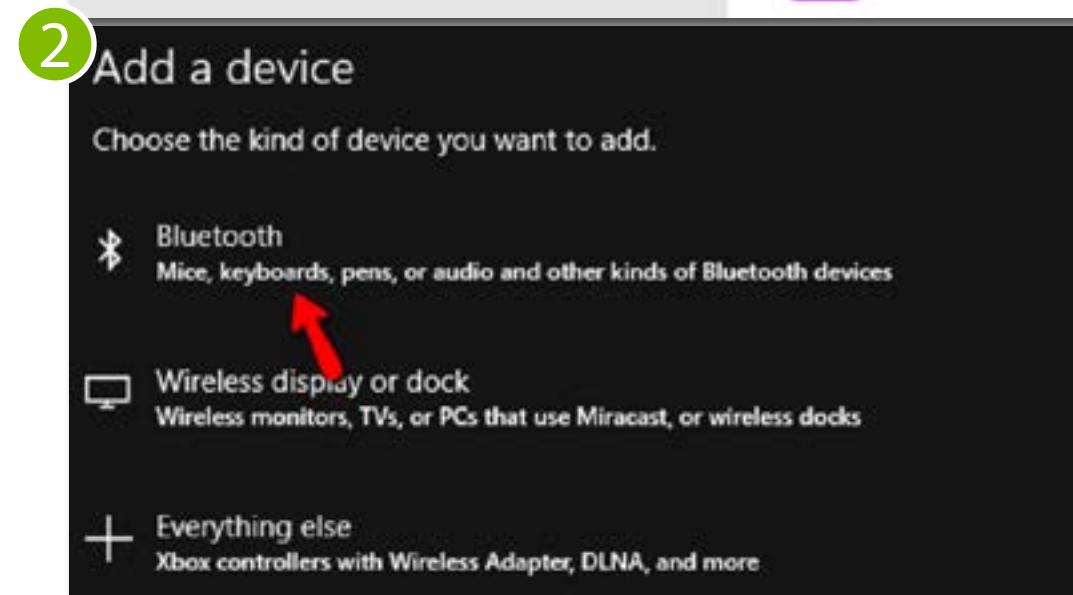 2
Add a device
Choose the kind of device you want to add.
Bluetooth
Mice, keyboards, pens, or audio and other kinds of Bluetooth devices
Wireless display or dock
Wireless monitors, TVs, or PCs that use Miracast, or wireless docks
Everything else
Xbox controllers with Wireless Adapter, DLNA, and more